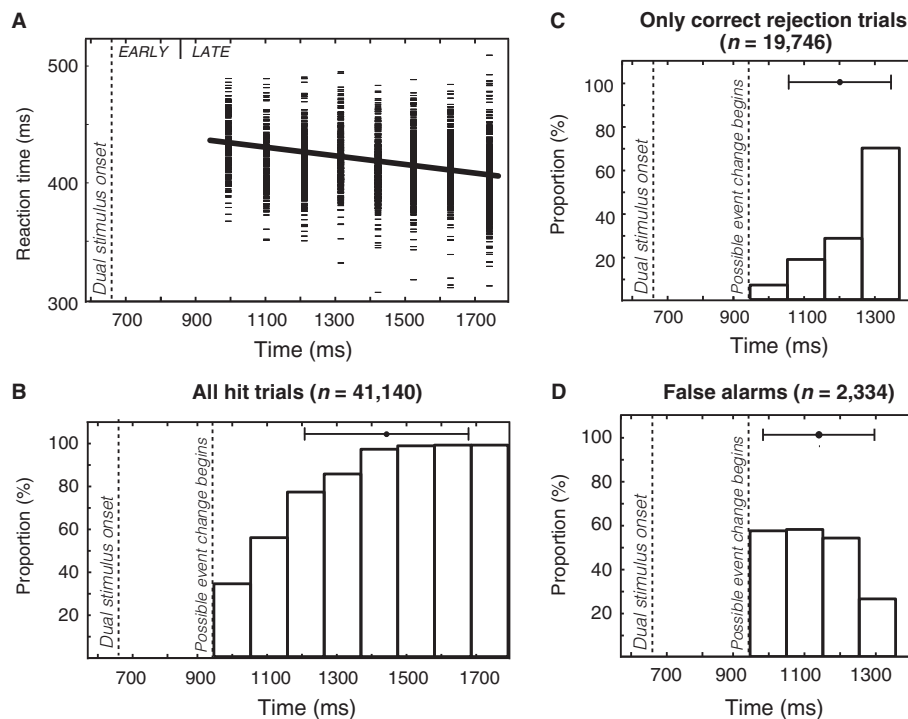 A
EARLY | LATE
500
400
300
Reaction time (ms)
Dual stimulus onset
700 900 1100 1300 1500 1700
Time (ms)
B
All hit trials (n = 41,140)
100
80
60
40
20
Proportion (%)
Dual stimulus onset
Possible event change begins
700 900 1100 1300 1500 1700
Time (ms)
C
Only correct rejection trials
(n = 19,746)
100
80
60
40
20
Proportion (%)
Dual stimulus onset
Possible event change begins
700 900 1100 1300
Time (ms)
D
False alarms (n = 2,334)
100
80
60
40
20
Proportion (%)
Dual stimulus onset
Possible event change begins
700 900 1100 1300
Time (ms)